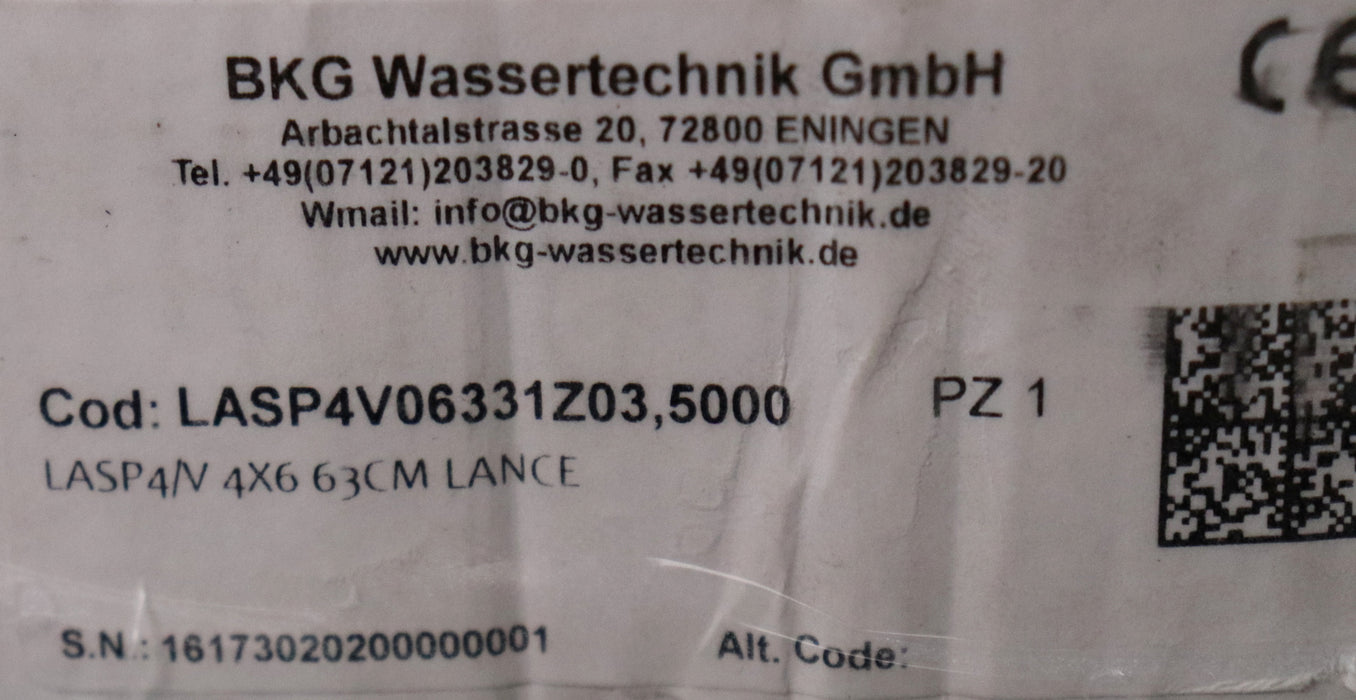 BKG Wassertechnik GmbH
CE
Arbachtalstrasse 20, 72800 ENINGEN
Tel. +49(07121)203829-0, Fax +49(07121)203829-20
Wmail: info@bkg-wassertechnik.de
www.bkg-wassertechnik.de
Cod: LASP4V06331Z03,5000 PZ 1
LASP4/V 4X6 63CM LANCE
S.N.: 16173020200000001 Alt. Code: